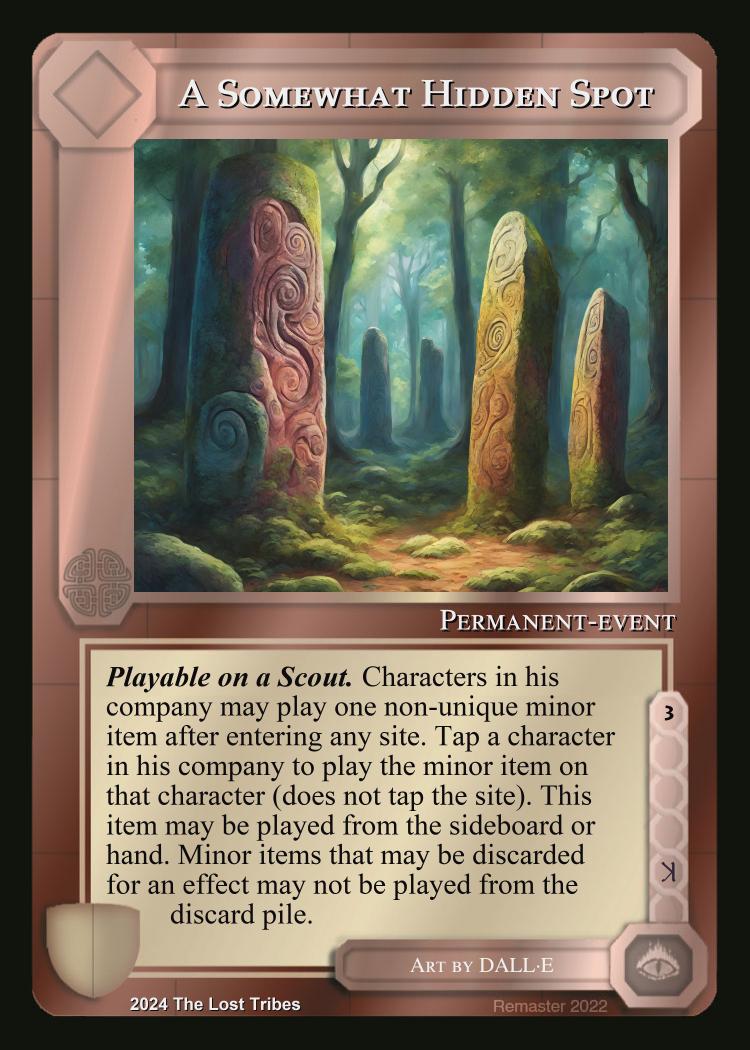 A Somewhat Hidden Spot
Permanent-event
Playable on a Scout. Characters in his
company may play one non-unique minor
item after entering any site. Tap a character
in his company to play the minor item on
that character (does not tap the site). This
item may be played from the sideboard or
hand. Minor items that may be discarded
for an effect may not be played from the
discard pile.
3
Art by DALL·E
2024 The Lost Tribes
Remaster 2022